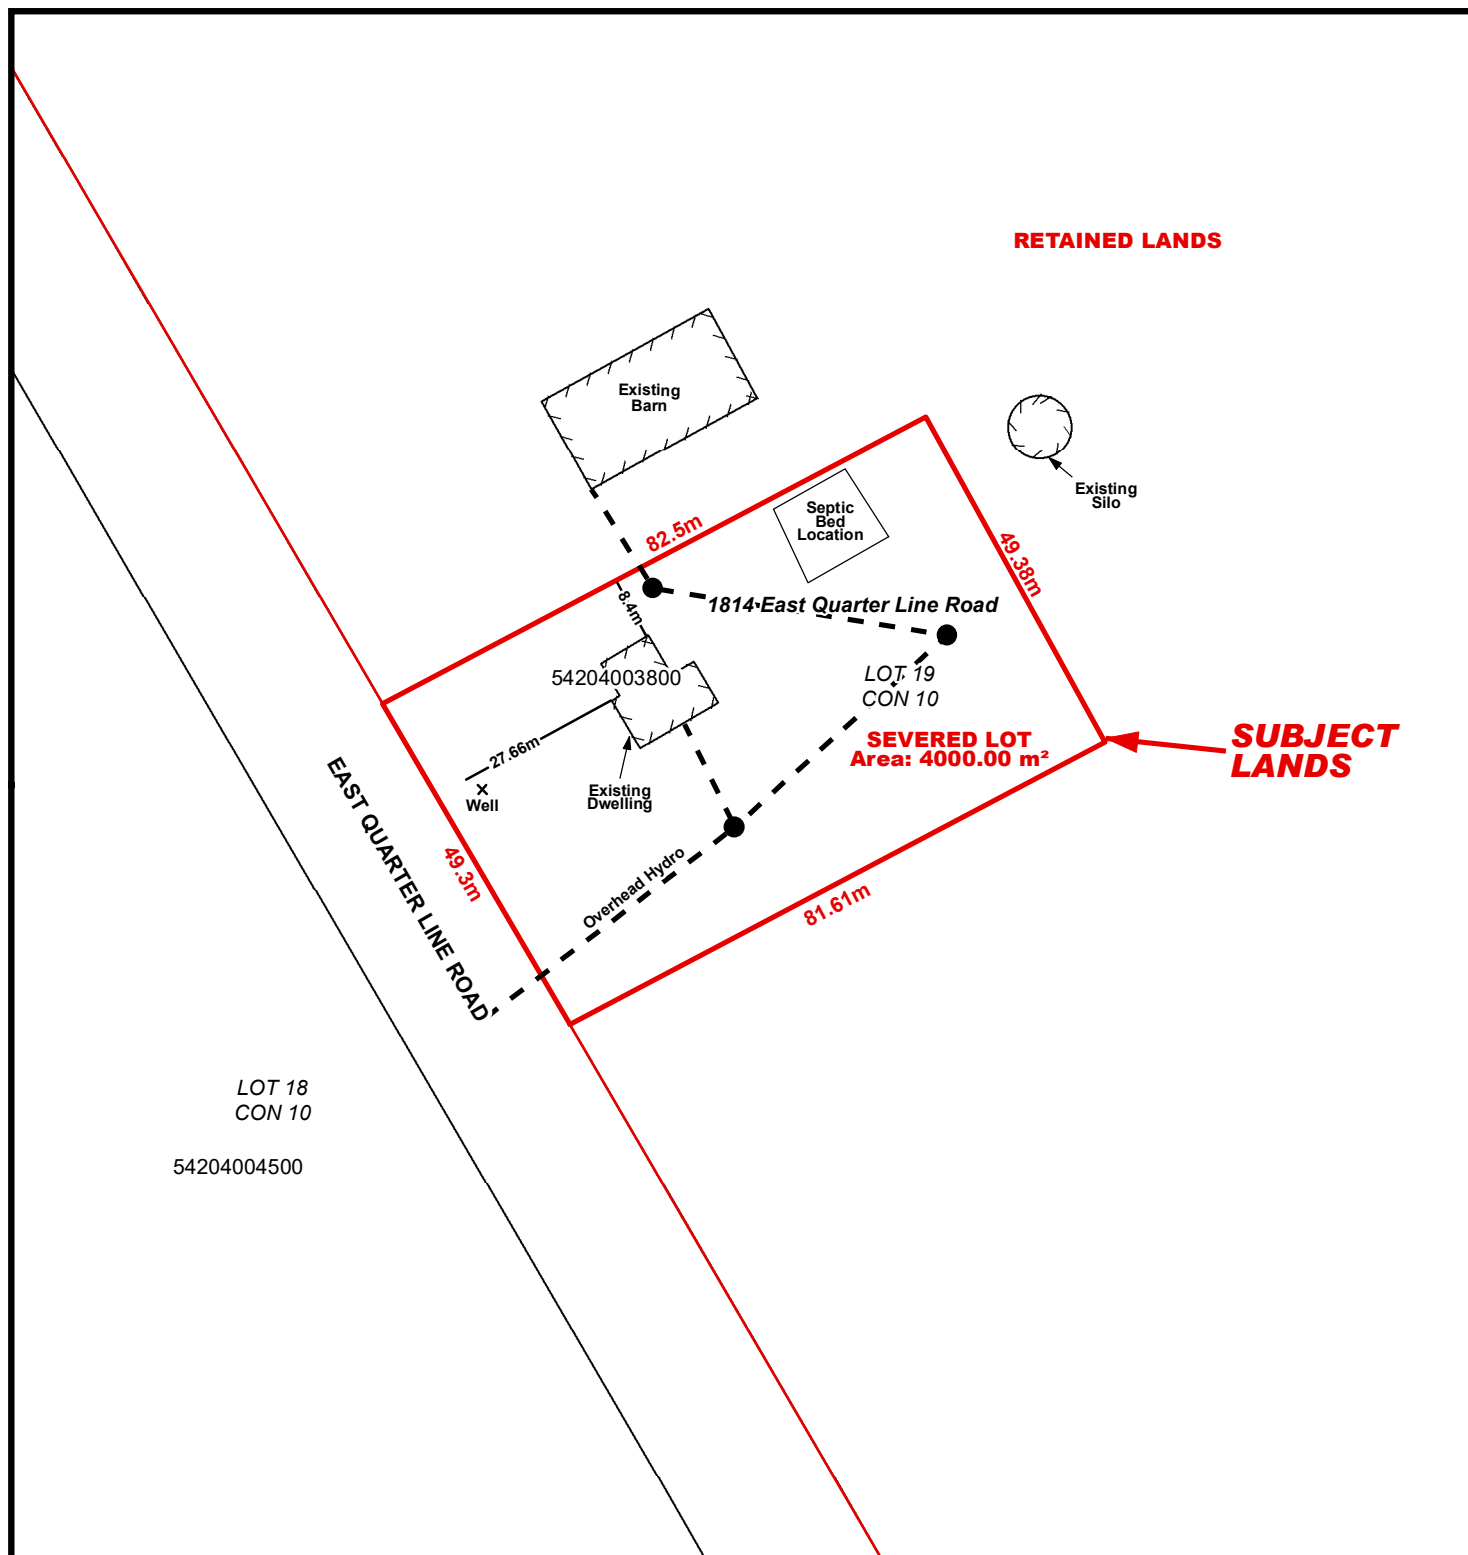 RETAINED LANDS
Existing
Barn
Existing
Silo
Septic
Bed
Location
82.5m
49.38m
8.4m
1814 East Quarter Line Road
54204003800
LOT 19
CON 10
SEVERED LOT
Area: 4000.00 m²
SUBJECT
LANDS
27.66m
Well
Existing
Dwelling
EAST QUARTER LINE ROAD
49.3m
Overhead Hydro
81.61m
LOT 18
CON 10
54204004500